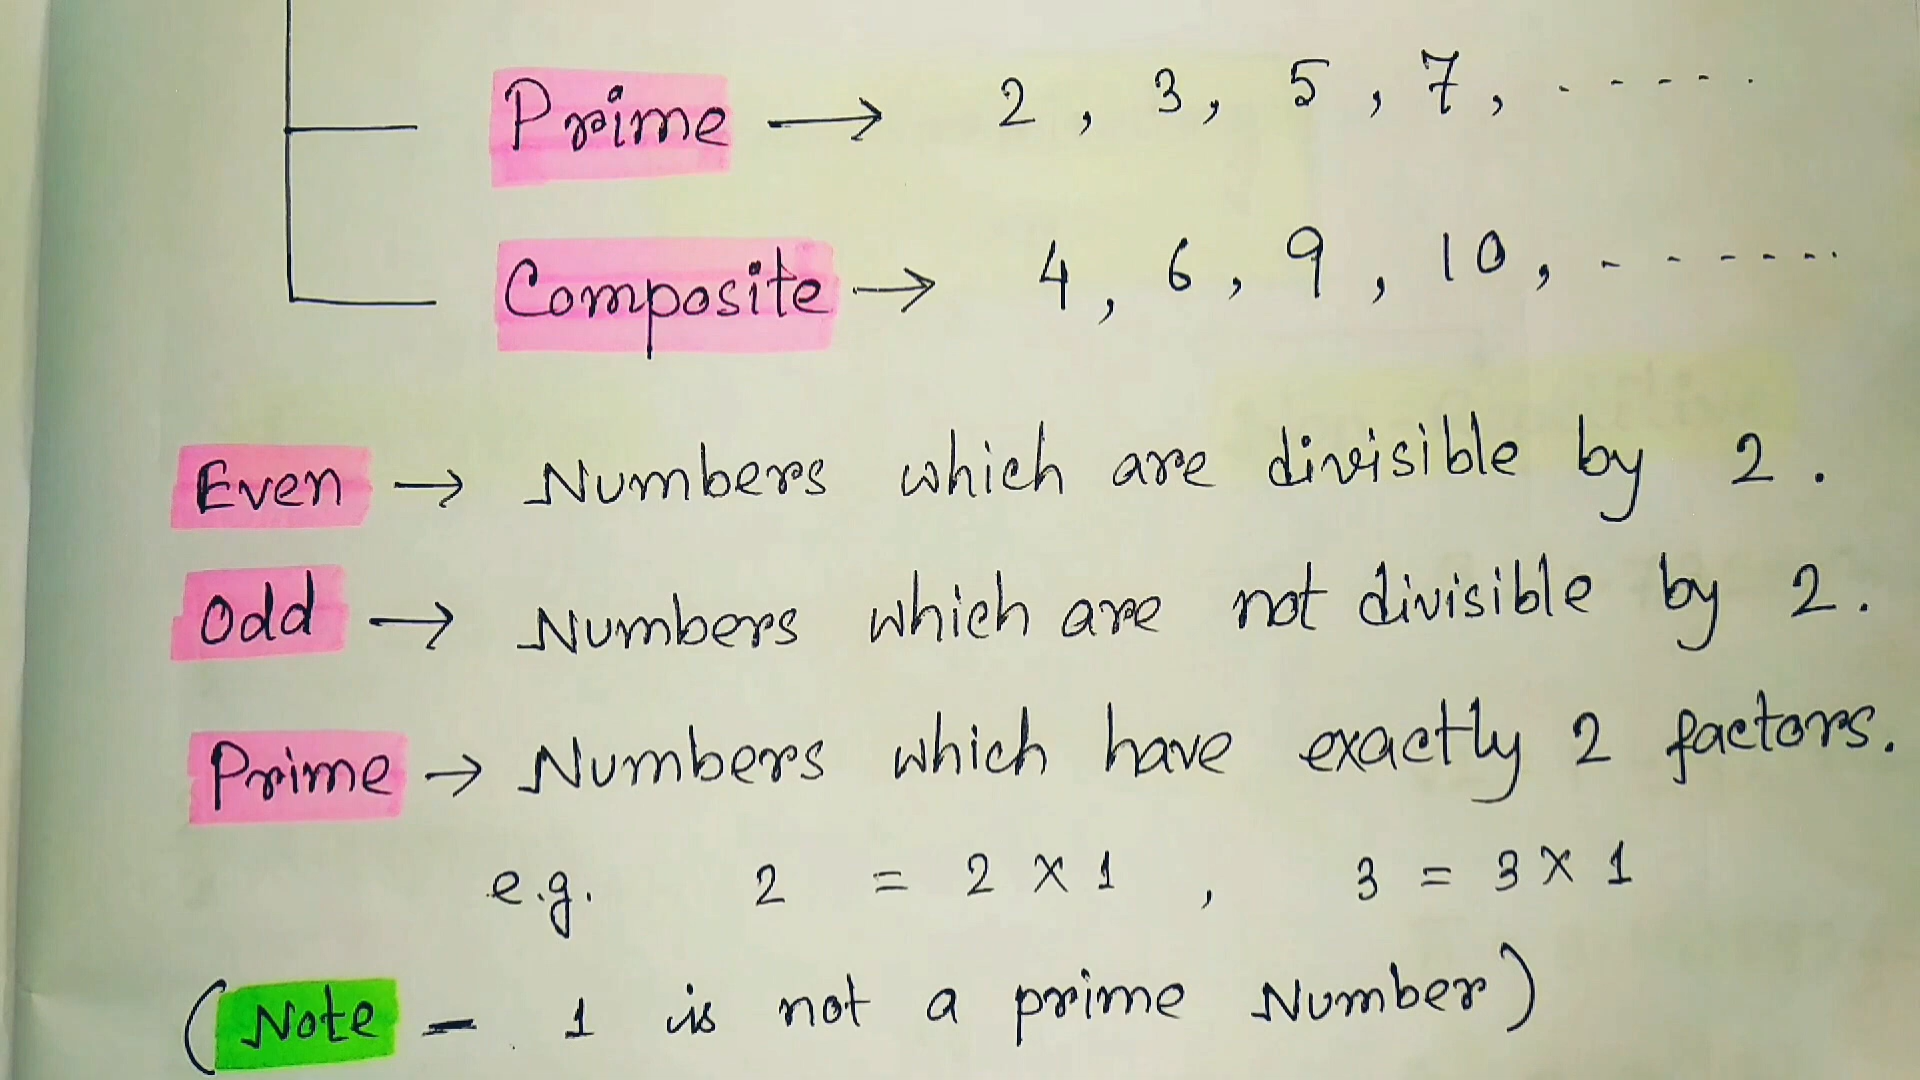 Prime → 2, 3, 5, 7, ......
Composite → 4, 6, 9, 10, .......
Even → Numbers which are divisible by 2.
Odd → Numbers which are not divisible by 2.
Prime → Numbers which have exactly 2 factors.
e.g. 2 = 2 × 1, 3 = 3 × 1
(Note - 1 is not a prime Number)